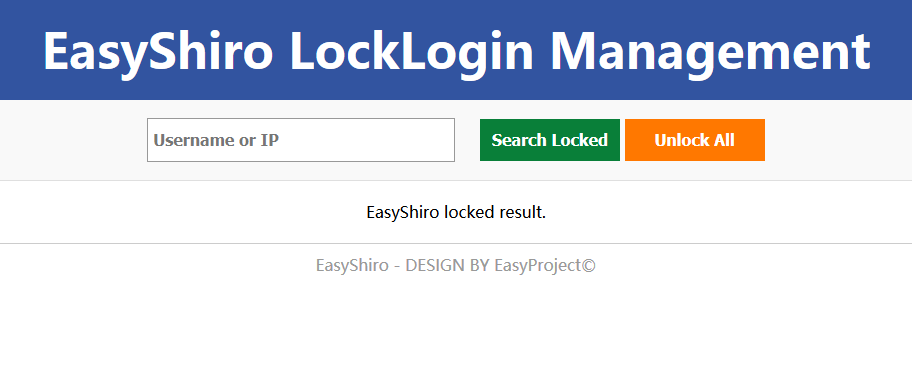 EasyShiro LockLogin Management
Username or IP
Search Locked
Unlock All
EasyShiro locked result.
EasyShiro - DESIGN BY EasyProject©